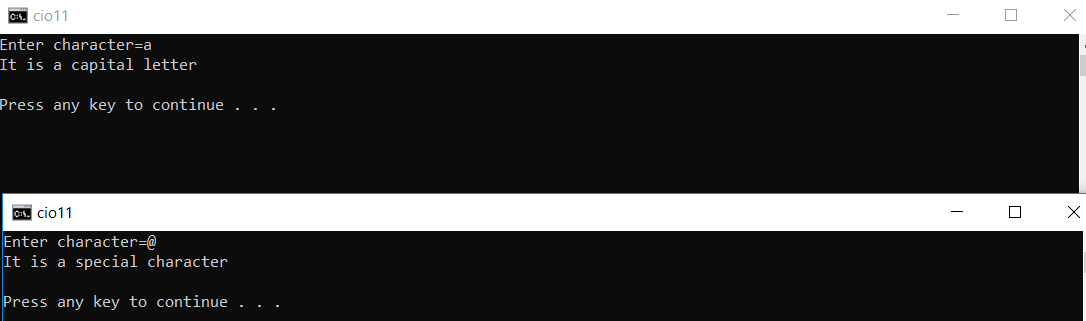 cio11
Enter character=a
It is a capital letter
Press any key to continue . . .
cio11
Enter character=@
It is a special character
Press any key to continue . . .